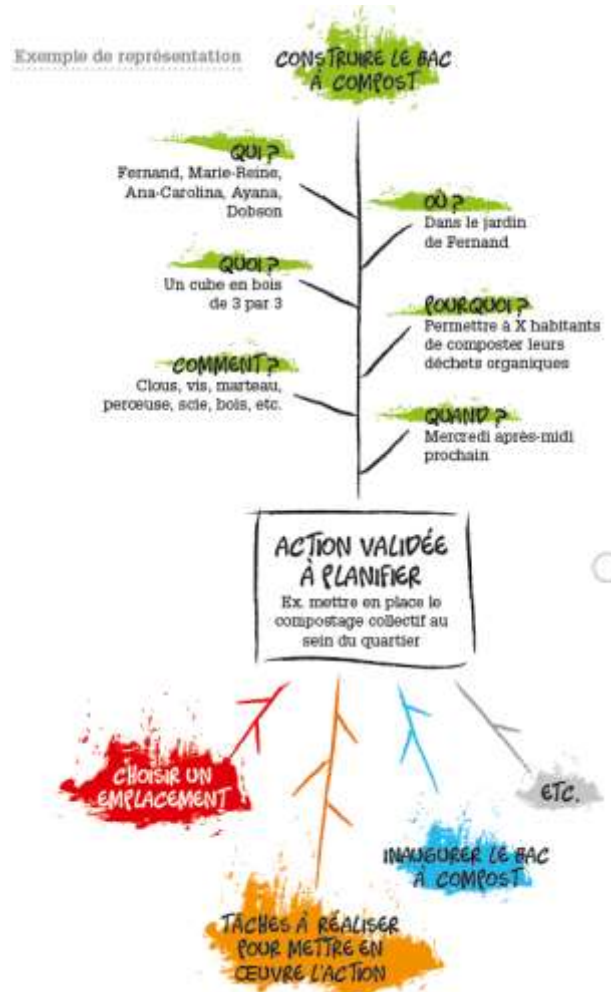 Exemple de représentation
CONSTRUIRE LE BAC
À COMPOST
QUI ?
Fernand, Marie-Reine,
Ana-Carolina, Ayana,
Dobson
OÙ ?
Dans le jardin
de Fernand
QUOI ?
Un cube en bois
de 3 par 3
POURQUOI ?
Permettre à X habitants
de composter leurs
déchets organiques
COMMENT ?
Clous, vis, marteau,
perceuse, scie, bois, etc.
QUAND ?
Mercredi après-midi
prochain
ACTION VALIDÉE
À PLANIFIER
Ex. mettre en place le
compostage collectif au
sein du quartier
CHOISIR UN
EMPLACEMENT
ETC.
INAUGURER LE BAC
À COMPOST
TÂCHES À RÉALISER
POUR METTRE EN
ŒUVRE L'ACTION